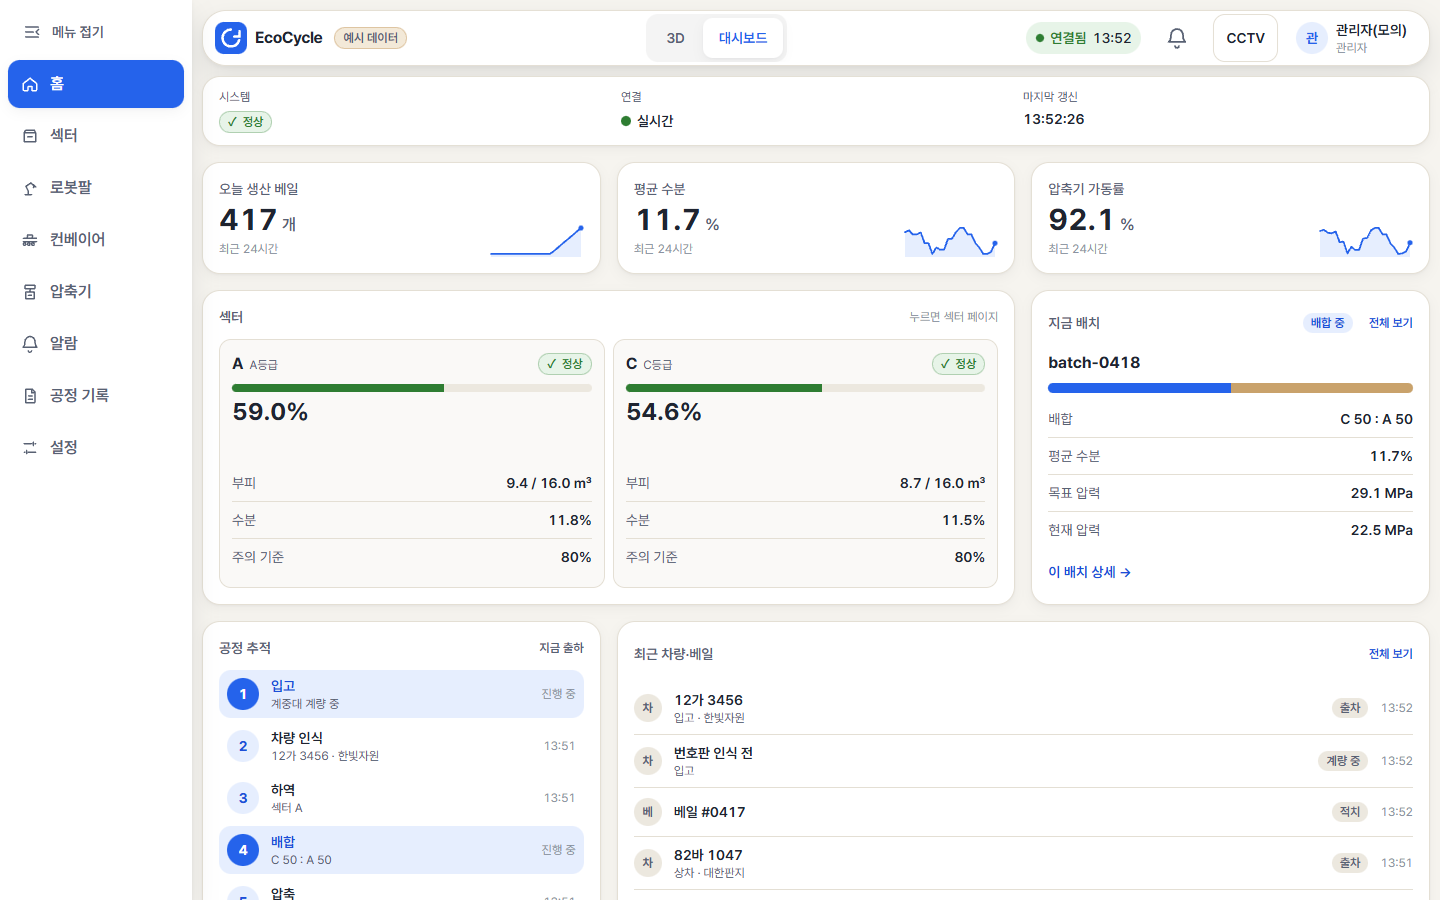 메뉴 접기
홈
섹터
로봇팔
컨베이어
압축기
알람
공정 기록
설정
EcoCycle 예시 데이터
3D 대시보드
연결됨 13:52
CCTV
관 관리자(모의)
관리자
시스템 연결 마지막 갱신
정상 실시간 13:52:26
오늘 생산 베일
417 개
최근 24시간
평균 수분
11.7 %
최근 24시간
압축기 가동률
92.1 %
최근 24시간
섹터 누르면 섹터 페이지
A A등급 정상
59.0%
부피 9.4 / 16.0 m³
수분 11.8%
주의 기준 80%
C C등급 정상
54.6%
부피 8.7 / 16.0 m³
수분 11.5%
주의 기준 80%
지금 배치 배합 중 전체 보기
batch-0418
배합 C 50 : A 50
평균 수분 11.7%
목표 압력 29.1 MPa
현재 압력 22.5 MPa
이 배치 상세 →
공정 추적 지금 출하
1 입고 진행 중
계중대 계량 중
2 차량 인식 13:51
12가 3456 · 한빛자원
3 하역 13:51
섹터 A
4 배합 진행 중
C 50 : A 50
압축
최근 차량·베일 전체 보기
차 12가 3456 출차 13:52
입고 · 한빛자원
차 번호판 인식 전 계량 중 13:52
입고
베 베일 #0417 적치 13:52
차 82바 1047 출차 13:51
상차 · 대한판지